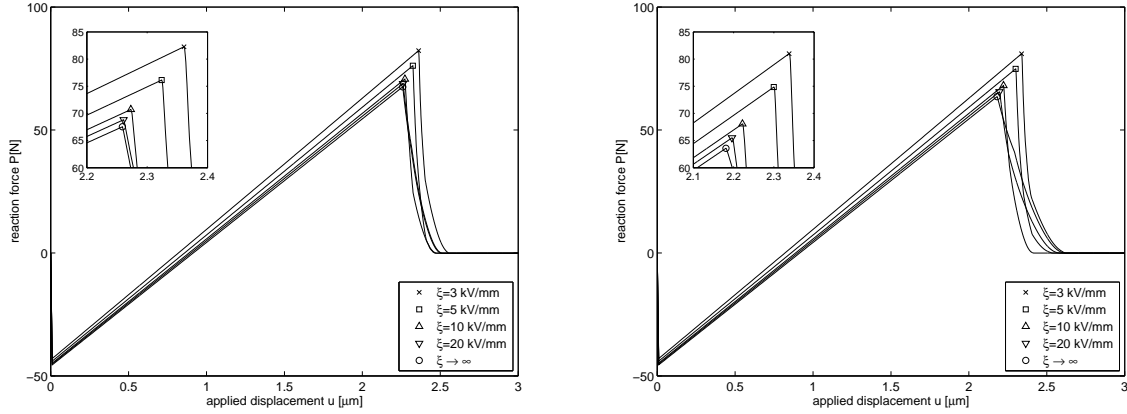 100
50
0
−50
reaction force P[N]
0
0.5
1
1.5
2
2.5
3
applied displacement u [μm]
85
80
75
70
65
60
2.2
2.3
2.4
ξ=3 kV/mm
ξ=5 kV/mm
ξ=10 kV/mm
ξ=20 kV/mm
ξ → ∞
100
50
0
−50
reaction force P[N]
0
0.5
1
1.5
2
2.5
3
applied displacement u [μm]
85
80
75
70
65
60
2.1
2.2
2.3
2.4
ξ=3 kV/mm
ξ=5 kV/mm
ξ=10 kV/mm
ξ=20 kV/mm
ξ → ∞